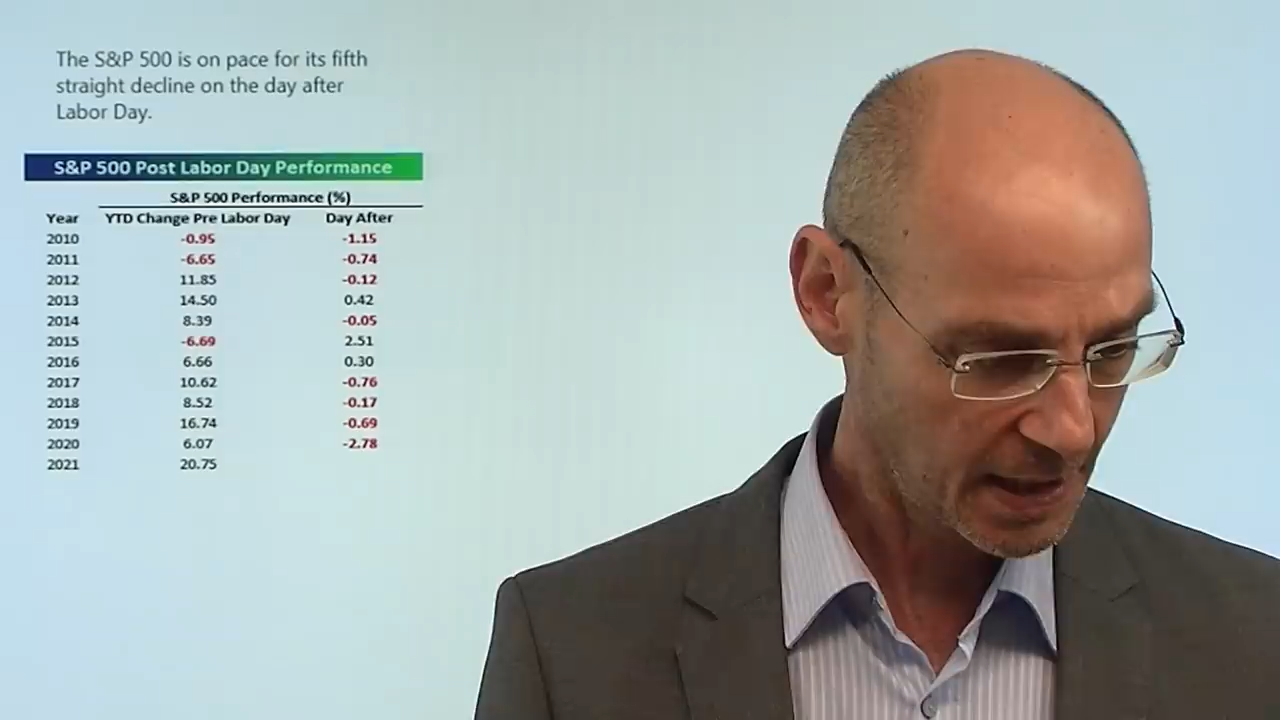 The S&P 500 is on pace for its fifth
straight decline on the day after
Labor Day.
S&P 500 Post Labor Day Performance
S&P 500 Performance (%)
Year YTD Change Pre Labor Day Day After
2010 -0.95 -1.15
2011 -6.65 -0.74
2012 11.85 -0.12
2013 14.50 0.42
2014 8.39 -0.05
2015 -6.69 2.51
2016 6.66 0.30
2017 10.62 -0.76
2018 8.52 -0.17
2019 16.74 -0.69
2020 6.07 -2.78
2021 20.75